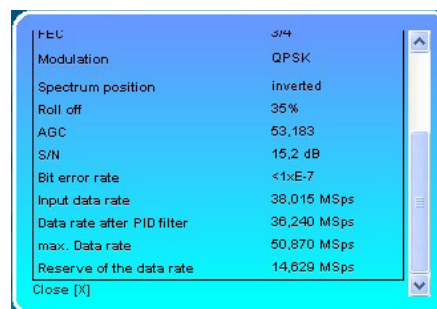 FEC 3/4
Modulation QPSK
Spectrum position inverted
Roll off 35%
AGC 53,183
S/N 15,2 dB
Bit error rate <1xE-7
Input data rate 38,015 MSps
Data rate after PID filter 36,240 MSps
max. Data rate 50,870 MSps
Reserve of the data rate 14,629 MSps
Close [X]